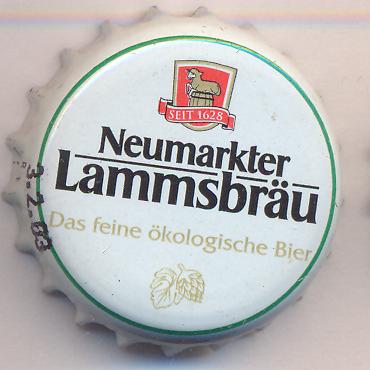 SEIT 1628
Neumarkter
Lammsbräu
Das feine ökologische Bier
3.2.03